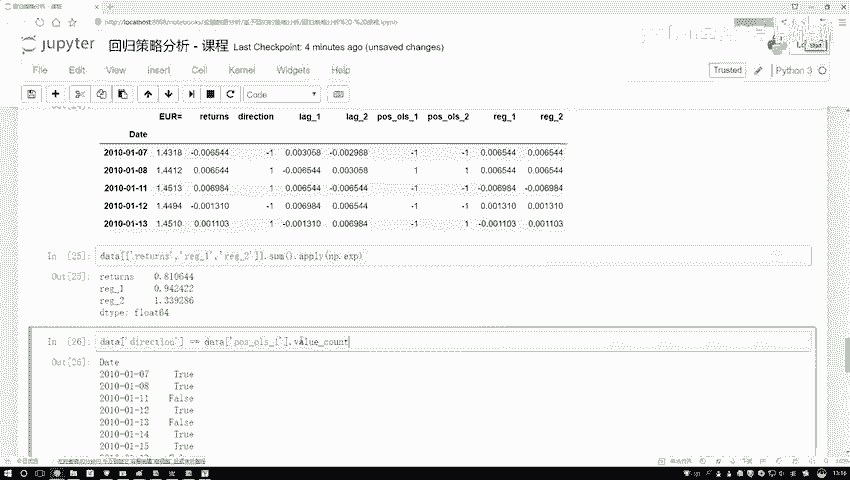 jupyter 回归策略分析 - 课程 Last Checkpoint: 4 minutes ago (unsaved changes)
File Edit View Insert Cell Kernel Widgets Help
Trusted Python 3
Code
EUR= returns direction lag_1 lag_2 pos_ols_1 pos_ols_2 reg_1 reg_2
Date
2010-01-07 1.4318 -0.006544 -1 0.003058 -0.002988 -1 -1 0.006544 0.006544
2010-01-08 1.4412 0.006544 1 -0.006544 0.003058 1 1 0.006544 0.006544
2010-01-11 1.4513 0.006984 1 0.006544 -0.006544 -1 -1 -0.006984 -0.006984
2010-01-12 1.4494 -0.001310 -1 0.006984 0.006544 -1 -1 0.001310 0.001310
2010-01-13 1.4510 0.001103 1 -0.001310 0.006984 -1 1 -0.001103 0.001103
In [25]: data[['returns','reg_1','reg_2']].sum().apply(np.exp)
Out[25]: returns 0.810644
reg_1 0.942422
reg_2 1.339286
dtype: float64
In [26]: data['direction'] == data['pos_ols_1'].value_count
Out[26]: Date
2010-01-07 True
2010-01-08 True
2010-01-11 False
2010-01-12 True
2010-01-13 False
2010-01-14 True
2010-01-15 True
13:16